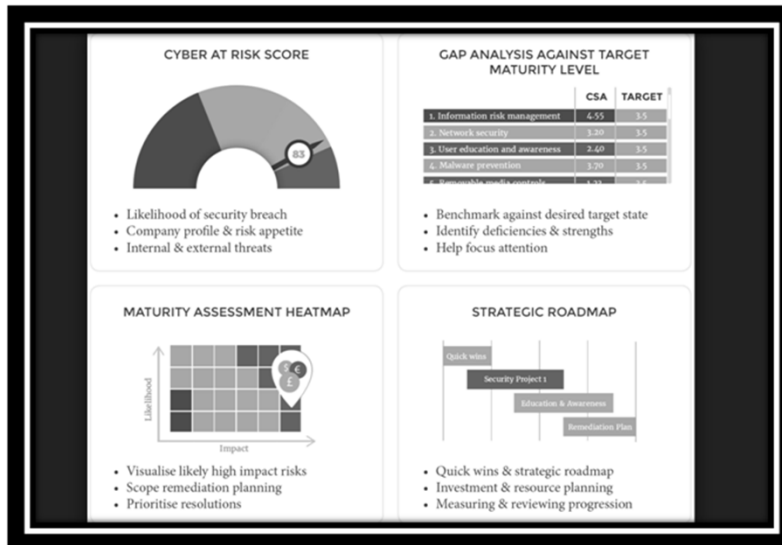 CYBER AT RISK SCORE
83
• Likelihood of security breach
• Company profile & risk appetite
• Internal & external threats
GAP ANALYSIS AGAINST TARGET
MATURITY LEVEL
CSA TARGET
1. Information risk management 4.55 3.5
2. Network security 3.20 3.5
3. User education and awareness 2.40 3.5
4. Malware prevention 3.70 3.5
5. Removable media controls
• Benchmark against desired target state
• Identify deficiencies & strengths
• Help focus attention
MATURITY ASSESSMENT HEATMAP
Likelihood
$ €
£
Impact
• Visualise likely high impact risks
• Scope remediation planning
• Prioritise resolutions
STRATEGIC ROADMAP
Quick wins
Security Project 1
Education & Awareness
Remediation Plan
• Quick wins & strategic roadmap
• Investment & resource planning
• Measuring & reviewing progression